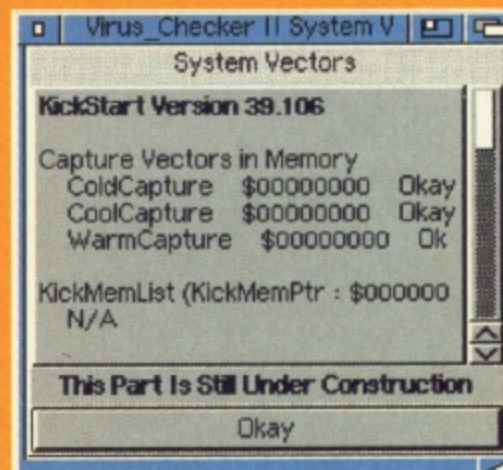 Virus_Checker II System V
System Vectors
KickStart Version 39.106
Capture Vectors in Memory
ColdCapture $00000000 Okay
CoolCapture $00000000 Okay
WarmCapture $00000000 Ok
KickMemList (KickMemPtr : $000000
N/A
This Part Is Still Under Construction
Okay